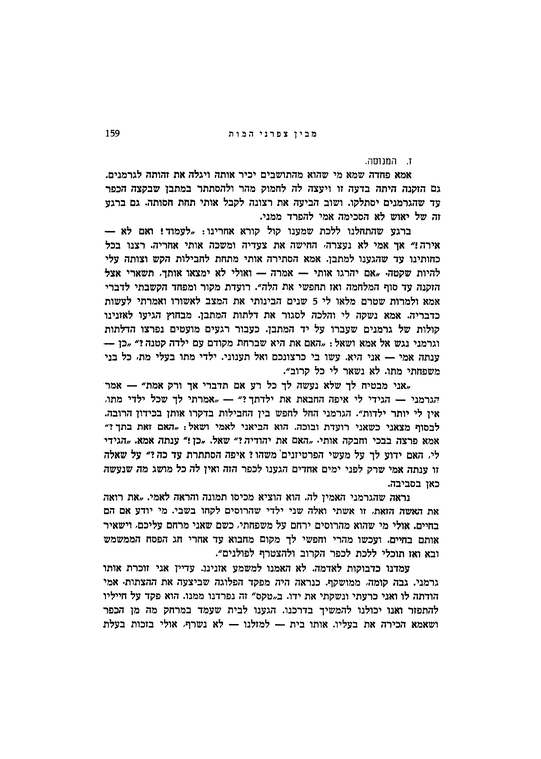 מבין צפרני המות 159
ז. המנוסה.
אמא פחדה שמא מי שהוא מהתושבים יכיר אותה ויגלה את זהותה לגרמנים.
גם הזקנה היתה בדעה זו ויעצה לה לחמוק מהר ולהסתתר במתבן שבקצה הכפר
עד שהגרמנים יסתלקו. ושוב הביעה את רצונה לקבל אותי תחת חסותה. גם ברגע
זה של יאוש לא הסכימה אמי להפרד ממני.
ברגע שהתחלנו ללכת שמענו קול קורא אחרינו: „לעמוד! ואם לא —
אירה!” אך אמי לא נעצרה, החישה את צעדיה ומשכה אותי אחריה. רצנו בכל
כחותינו עד שהגענו למתבן. אמא הסתירה אותי מתחת לחבילות הקש וצותה עלי
להיות שקטה. „אם יהרגו אותי — אמרה — ואולי לא ימצאו אותך, תשארי אצל
הזקנה עד סוף המלחמה ואז תחפשי את הלה”. רועדת מקור ומפחד הקשבתי לדברי
אמא ולמרות שטרם מלאו לי 5 שנים הבינותי את המצב לאשורו ואמרתי לעשות
כדבריה. אמא נשקה לי והלכה לסגור את דלתות המתבן. מבחוץ הגיעו לאזנינו
קולות של גרמנים שעברו על יד המתבן. כעבור רגעים מועטים נפרצו הדלתות
וגרמני נגש אל אמא ושאל: „האם את היא שברחת מקודם עם ילדה קטנה?” „כן —
ענתה אמי — אני היא. עשו בי כרצונכם ואל תענוני. ילדי מתו בעלי מת, כל בני
משפחתי מתו. לא נשאר לי כל קרוב”.
„אני מבטיח לך שלא נעשה לך כל רע אם תדברי אך ורק אמת” — אמר
הגרמני — הגידי לי איפה החבאת את ילדתך?” — „אמרתי לך שכל ילדי מתו,
אין לי יותר ילדות”. הגרמני החל לחפש בין החבילות בדקרו אותן בכידון הרובה.
לבסוף מצאני כשאני רועדת ובוכה. הוא הביאני לאמי ושאל: „האם זאת בתך?”
אמא פרצה בבכי וחבקה אותי. „האם את יהודיה?” שאל. „כן!” ענתה אמא. „הגידי
לי, האם ידוע לך על מעשי הפרטיזנים משהו? איפה הסתתרת עד כה?” על שאלה
זו ענתה אמי שרק לפני ימים אחדים הגענו לכפר הזה ואין לה כל מושג מה שנעשה
כאן בסביבה.
נראה שהגרמני האמין לה. הוא הוציא מכיסו תמונה והראה לאמי. „את רואה
את האשה הזאת, זו אשתי ואלה שני ילדי שהרוסים לקחו בשבי. מי יודע אם הם
בחיים. אולי מי שהוא מהרוסים ירחם על משפחתי, כשם שאני מרחם עליכם, וישאיר
אותם בחיים. ועכשו מהרי וחפשי לך מקום מחבוא עד אחרי חג הפסח הממשמש
ובא ואז תוכלי ללכת לכפר הקרוב ולהצטרף לפולנים”.
עמדנו כדבוקות לאדמה. לא האמנו למשמע אזנינו. עדיין אני זוכרת אותו
גרמני. גבה קומה, ממושקף. כנראה היה מפקד הפלוגה שביצעה את ההצתות. אמי
הודתה לו ואני כרעתי ונשקתי את ידו. ב„טקס” זה נפרדנו ממנו. הוא פקד על חייליו
להתפזר ואנו יכולנו להמשיך בדרכנו. הגענו לבית שעמד במרחק מה מן הכפר
ושאמא הכירה את בעליו. אותו בית — למזלנו — לא נשרף, אולי בזכות בעלת